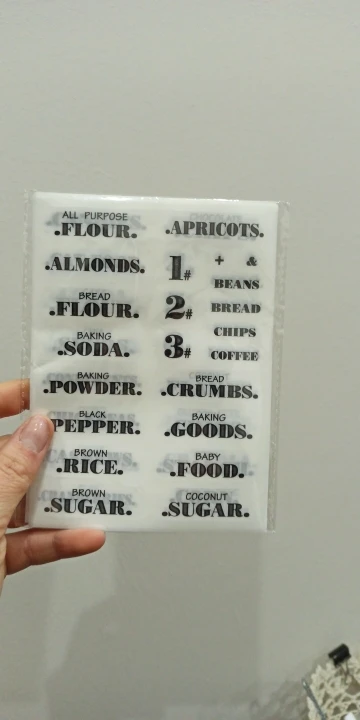 ALL PURPOSE
.FLOUR.
.ALMONDS.
BREAD
.FLOUR.
BAKING
.SODA.
BAKING
.POWDER.
BLACK
.PEPPER.
BROWN
.RICE.
BROWN
.SUGAR.
.APRICOTS.
1# + &
BEANS
2# BREAD
CHIPS
3# COFFEE
BREAD
.CRUMBS.
BAKING
.GOODS.
BABY
.FOOD.
COCONUT
.SUGAR.